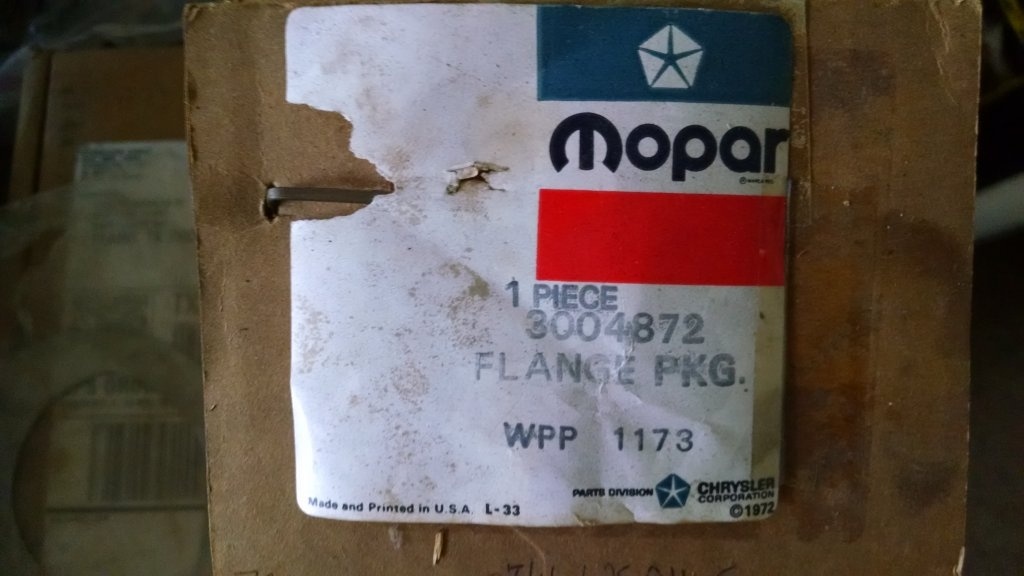 mopar
1 PIECE
3004872
FLANGE PKG.
WPP 1173
PARTS DIVISION CHRYSLER
CORPORATION
Made and Printed in U.S.A. L-33
©1972